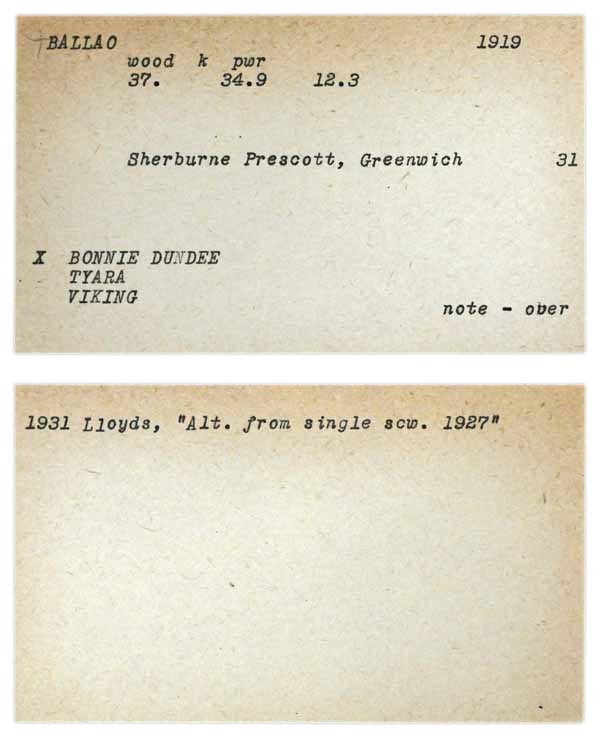 BALLAO 1919
wood k pwr
37. 34.9 12.3
Sherburne Prescott, Greenwich 31
X BONNIE DUNDEE
TYARA
VIKING
note - over
1931 Lloyds, "Alt. from single scw. 1927"